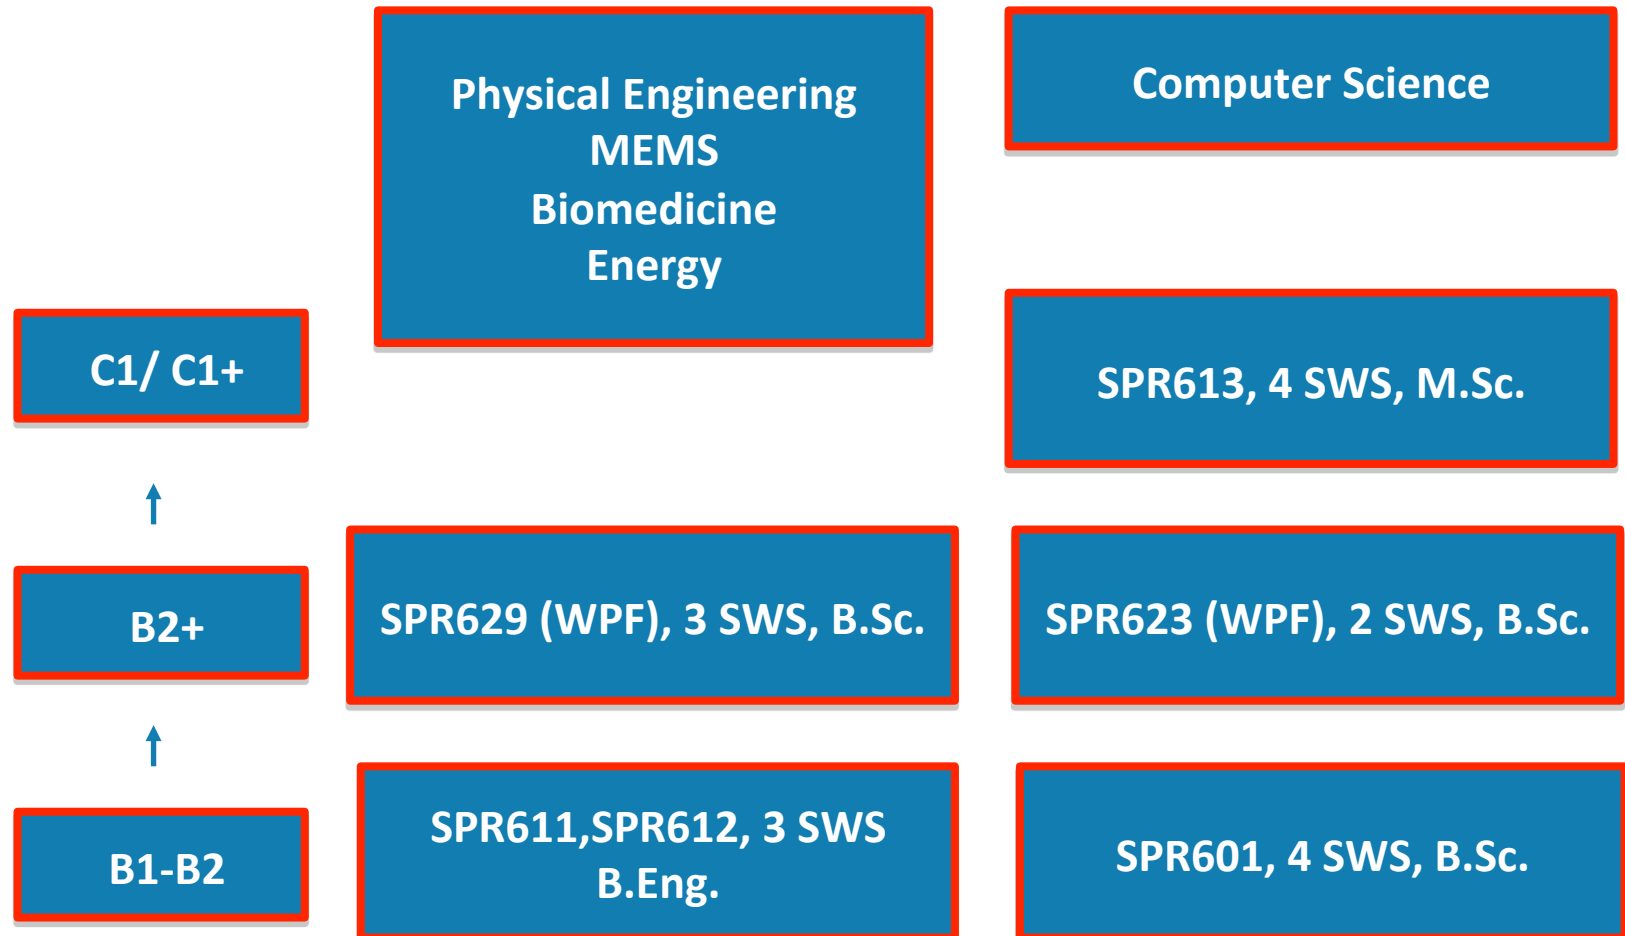 Physical Engineering
MEMS
Biomedicine
Energy
Computer Science
C1/ C1+
SPR613, 4 SWS, M.Sc.
B2+
SPR629 (WPF), 3 SWS, B.Sc.
SPR623 (WPF), 2 SWS, B.Sc.
B1-B2
SPR611,SPR612, 3 SWS
B.Eng.
SPR601, 4 SWS, B.Sc.